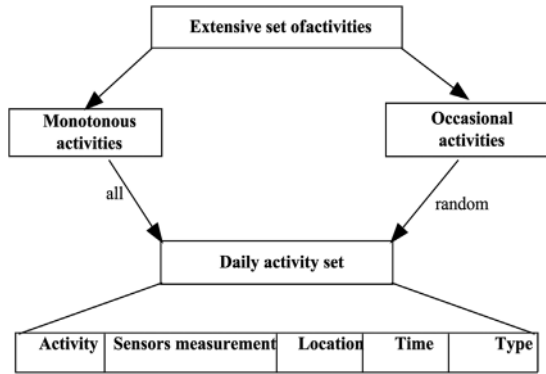 Extensive set ofactivities
Monotonous
activities
Occasional
activities
all
random
Daily activity set
Activity Sensors measurement Location Time Type